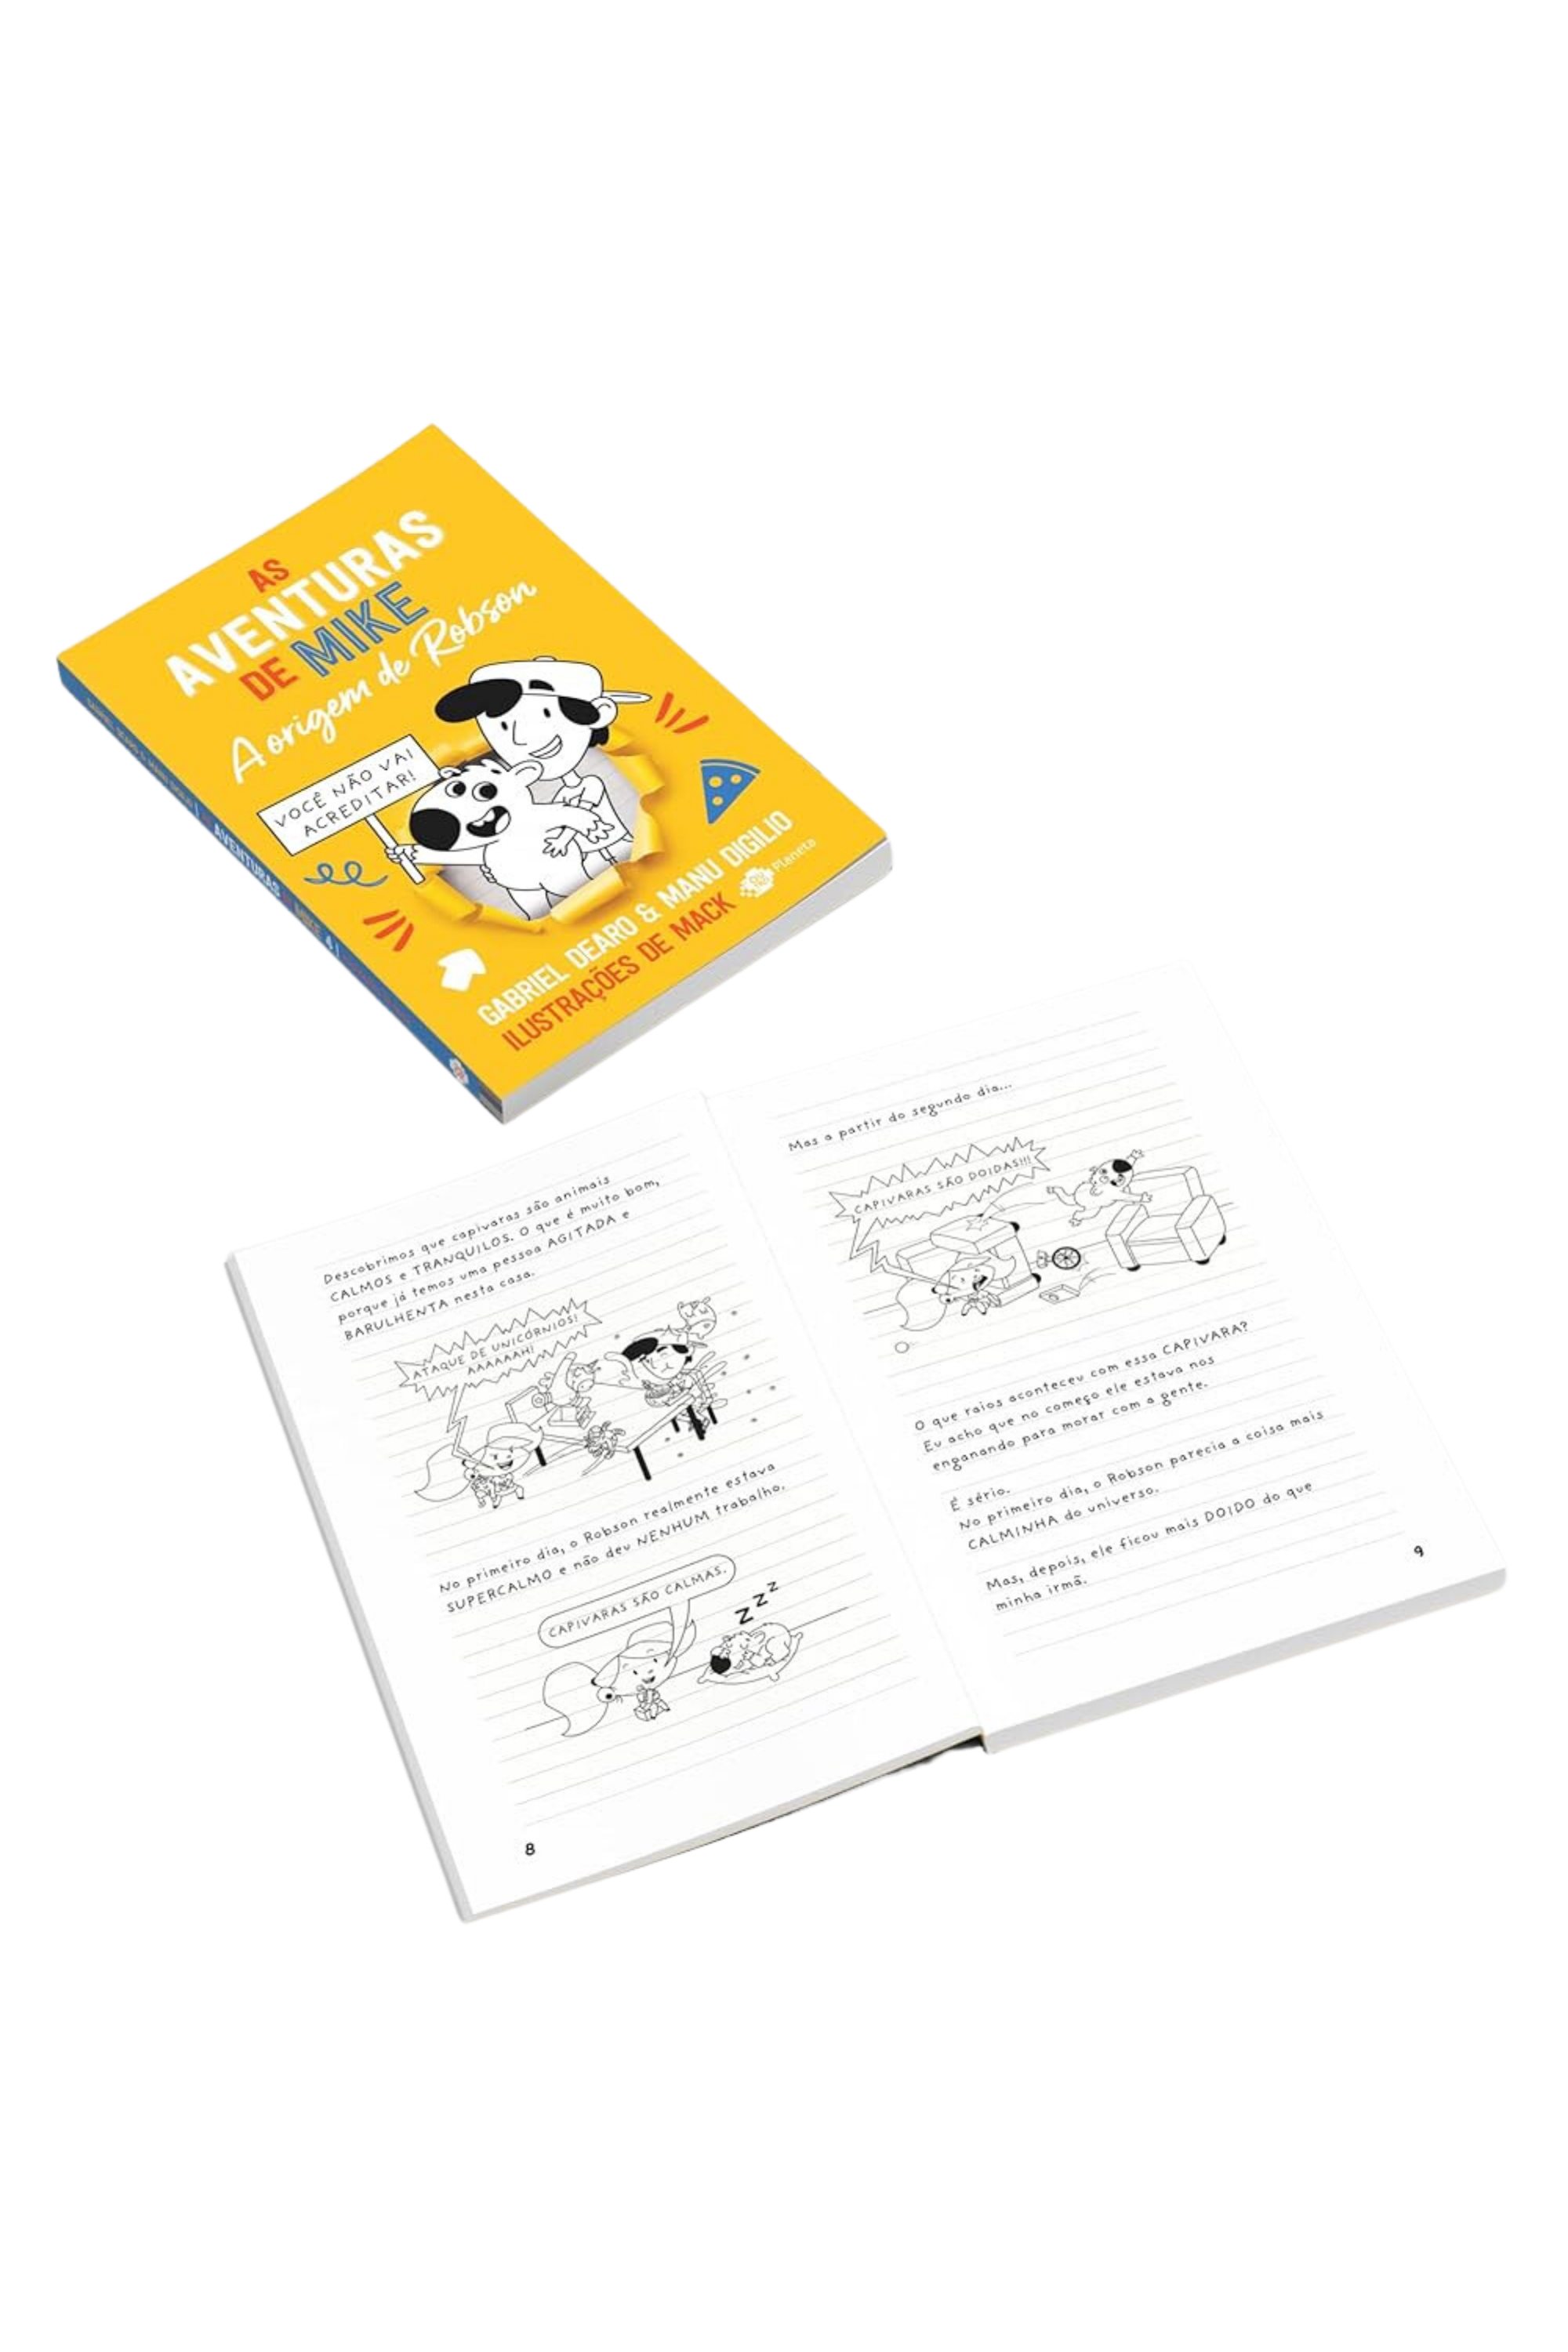 AS
AVENTURAS
DE MIKE
A origem de Robson
VOCÊ NÃO VAI
ACREDITAR!
GABRIEL DEARO & MANU DIGILIO
ILUSTRAÇÕES DE MACK
Planeta
GABRIEL DEARO & MANU DIGILIO
AS AVENTURAS DE MIKE 4
Descobrimos que capivaras são animais
CALMOS e TRANQUILOS. O que é muito bom,
porque já temos uma pessoa AGITADA e
BARULHENTA nesta casa.
ATAQUE DE UNICÓRNIOS!
AAAAAAH!
No primeiro dia, o Robson realmente estava
SUPERCALMO e não deu NENHUM trabalho.
CAPIVARAS SÃO CALMAS.
ZZZ
8
Mas a partir do segundo dia...
CAPIVARAS SÃO DOIDAS!!!
O que raios aconteceu com essa CAPIVARA?
Eu acho que no começo ele estava nos
enganando para morar com a gente.
É sério.
No primeiro dia, o Robson parecia a coisa mais
CALMINHA do universo.
Mas, depois, ele ficou mais DOIDO do que
minha irmã.
9